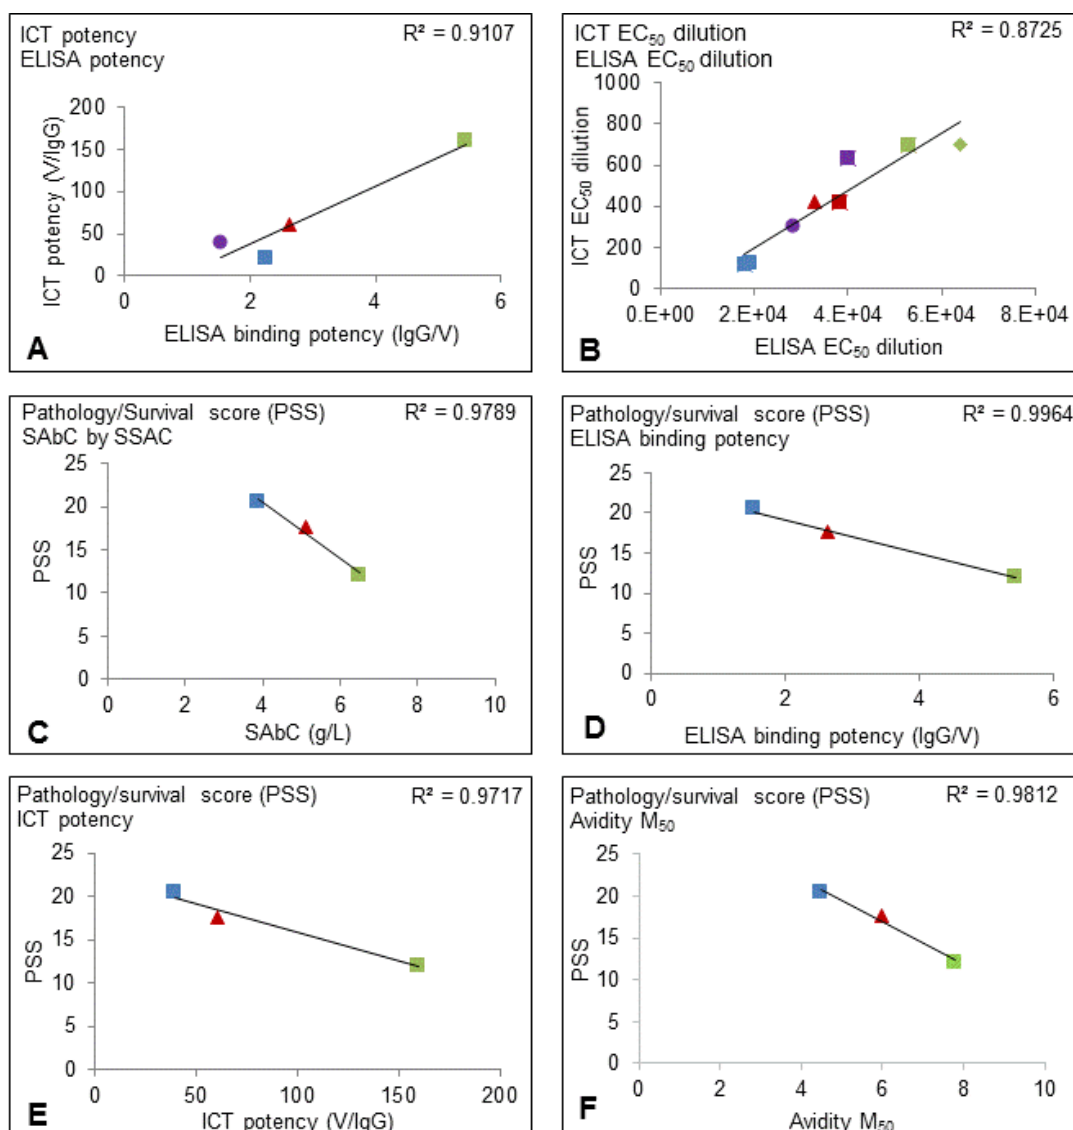 ICT potency R² = 0.9107
ELISA potency
200
150
100
50
0
0 2 4 6
ICT potency (V/IgG)
ELISA binding potency (IgG/V)
A
ICT EC₅₀ dilution R² = 0.8725
ELISA EC₅₀ dilution
1000
800
600
400
200
0
0.E+00 2.E+04 4.E+04 6.E+04 8.E+04
ICT EC₅₀ dilution
ELISA EC₅₀ dilution
B
Pathology/Survival score (PSS) R² = 0.9789
SAbC by SSAC
25
20
15
10
5
0
0 2 4 6 8 10
PSS
SAbC (g/L)
C
Pathology/survival score (PSS) R² = 0.9964
ELISA binding potency
25
20
15
10
5
0
0 2 4 6
PSS
ELISA binding potency (IgG/V)
D
Pathology/survival score (PSS) R² = 0.9717
ICT potency
25
20
15
10
5
0
0 50 100 150 200
PSS
ICT potency (V/IgG)
E
Pathology/survival score (PSS) R² = 0.9812
Avidity M₅₀
25
20
15
10
5
0
0 2 4 6 8 10
PSS
Avidity M₅₀
F